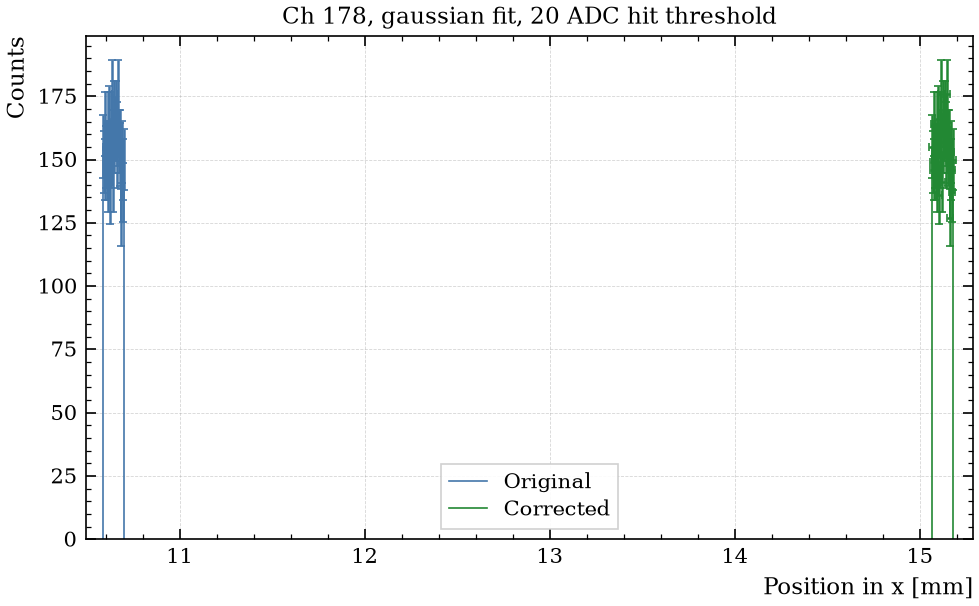 Ch 178, gaussian fit, 20 ADC hit threshold
Counts
175
150
125
100
75
50
25
0
Original
Corrected
11 12 13 14 15
Position in x [mm]